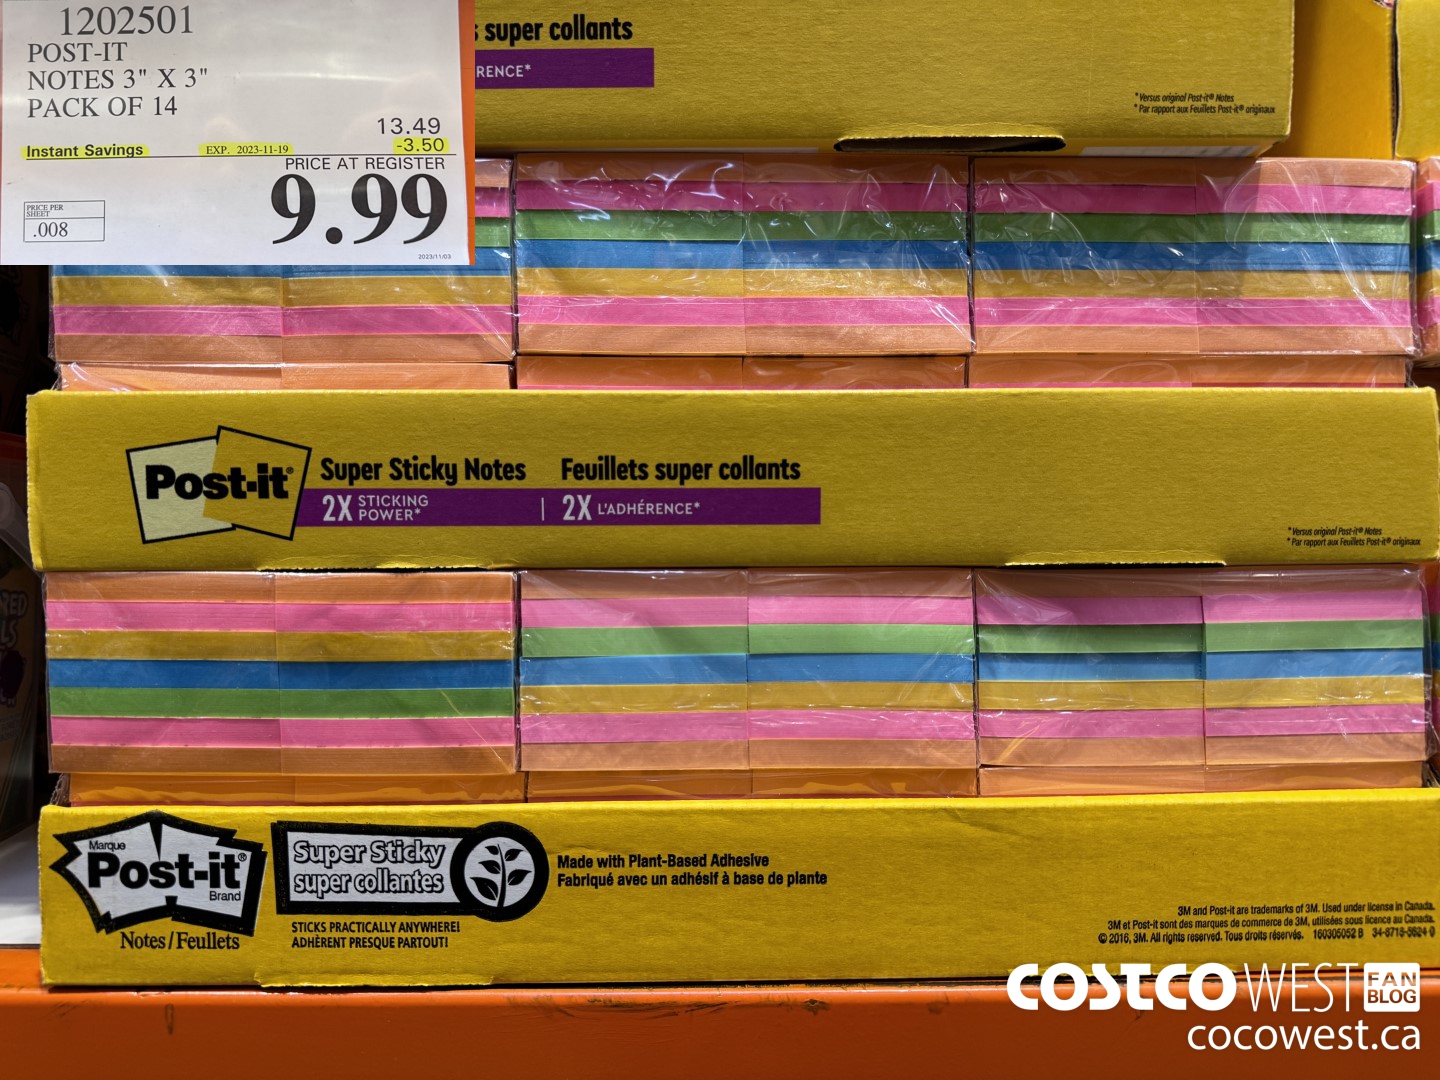 1202501
POST-IT
NOTES 3" X 3"
PACK OF 14
13.49
Instant Savings EXP. 2023-11-19 -3.50
PRICE AT REGISTER
9.99
PRICE PER
SHEET
.008
2023/11/03
super collants
RENCE*
*Versus original Post-it® Notes
*Par rapport aux Feuillets Post-it® originaux
Post-it®
Super Sticky Notes Feuillets super collants
2X STICKING POWER* | 2X L'ADHÉRENCE*
*Versus original Post-it® Notes
*Par rapport aux Feuillets Post-it® originaux
RED
LS
Marque
Post-it®
Brand
Notes/Feuillets
Super Sticky
super collantes
STICKS PRACTICALLY ANYWHERE!
ADHÈRENT PRESQUE PARTOUT!
Made with Plant-Based Adhesive
Fabriqué avec un adhésif à base de plante
3M and Post-it are trademarks of 3M. Used under license in Canada.
3M et Post-it sont des marques de commerce de 3M, utilisées sous licence au Canada.
© 2016, 3M. All rights reserved. Tous droits réservés. 160305052 B 34-8718-5624-0
COSTCO WEST FAN BLOG
cocowest.ca